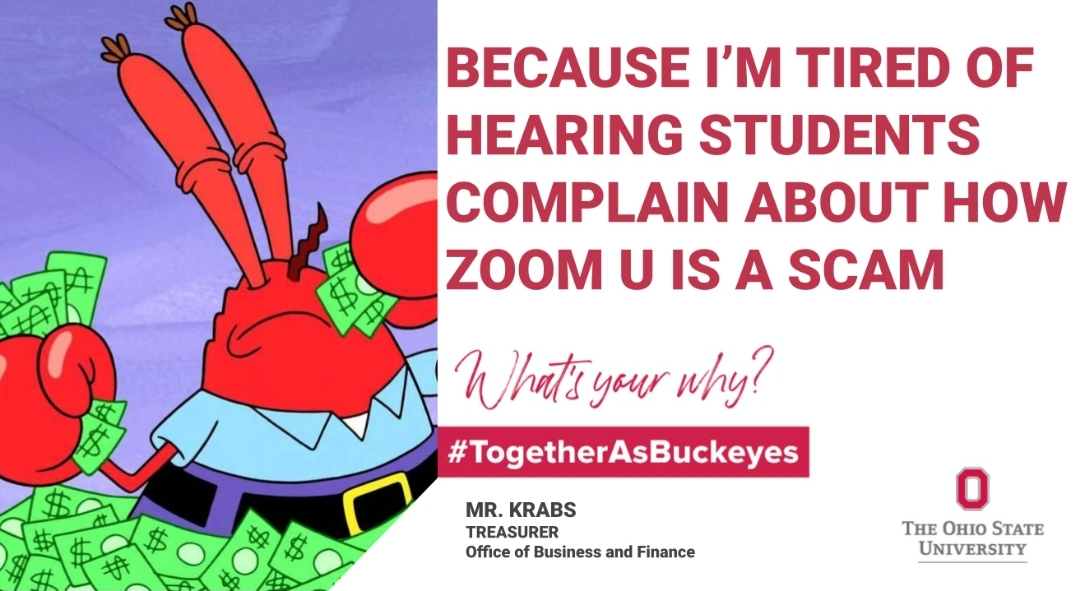 BECAUSE I’M TIRED OF
HEARING STUDENTS
COMPLAIN ABOUT HOW
ZOOM U IS A SCAM
What's your why?
#TogetherAsBuckeyes
MR. KRABS
TREASURER
Office of Business and Finance
THE OHIO STATE
UNIVERSITY